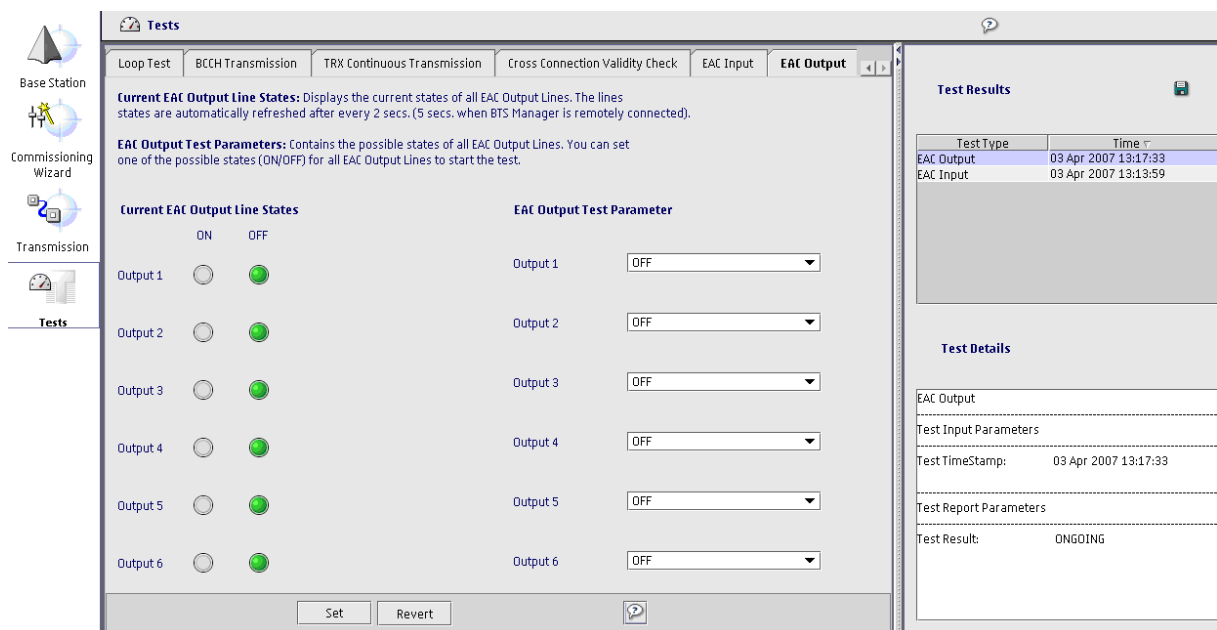 Tests
Base Station
Commissioning
Wizard
Transmission
Tests
Loop Test
BCCH Transmission
TRX Continuous Transmission
Cross Connection Validity Check
EAC Input
EAC Output
Current EAC Output Line States: Displays the current states of all EAC Output Lines. The lines
states are automatically refreshed after every 2 secs. (5 secs. when BTS Manager is remotely connected).
EAC Output Test Parameters: Contains the possible states of all EAC Output Lines. You can set
one of the possible states (ON/OFF) for all EAC Output Lines to start the test.
Current EAC Output Line States
ON OFF
Output 1
Output 2
Output 3
Output 4
Output 5
Output 6
EAC Output Test Parameter
Output 1 OFF
Output 2 OFF
Output 3 OFF
Output 4 OFF
Output 5 OFF
Output 6 OFF
Set
Revert
Test Results
Test Type Time
EAC Output 03 Apr 2007 13:17:33
EAC Input 03 Apr 2007 13:13:59
Test Details
EAC Output
Test Input Parameters
Test TimeStamp: 03 Apr 2007 13:17:33
Test Report Parameters
Test Result: ONGOING